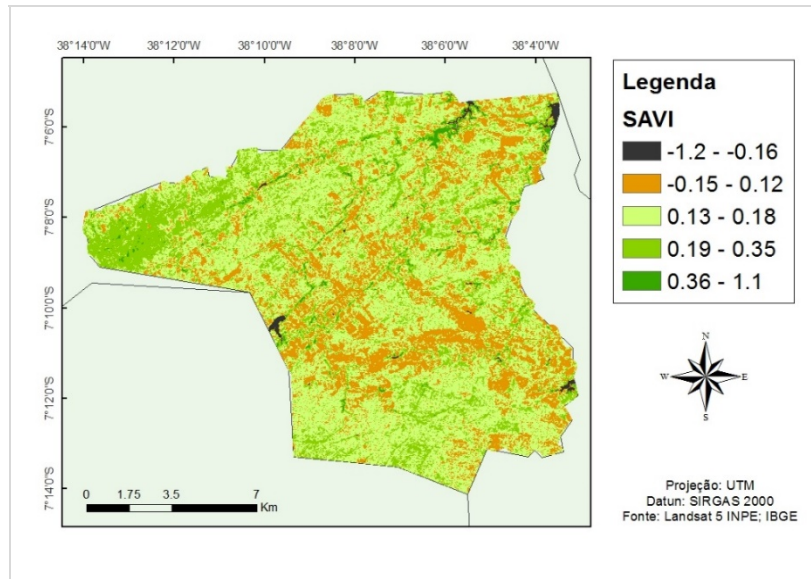 38°14'0"W 38°12'0"W 38°10'0"W 38°8'0"W 38°6'0"W 38°4'0"W
7°6'0"S
7°8'0"S
7°10'0"S
7°12'0"S
7°14'0"S
0 1.75 3.5 7
Km
Legenda
SAVI
-1.2 - -0.16
-0.15 - 0.12
0.13 - 0.18
0.19 - 0.35
0.36 - 1.1
N
W E
S
Projeção: UTM
Datun: SIRGAS 2000
Fonte: Landsat 5 INPE; IBGE